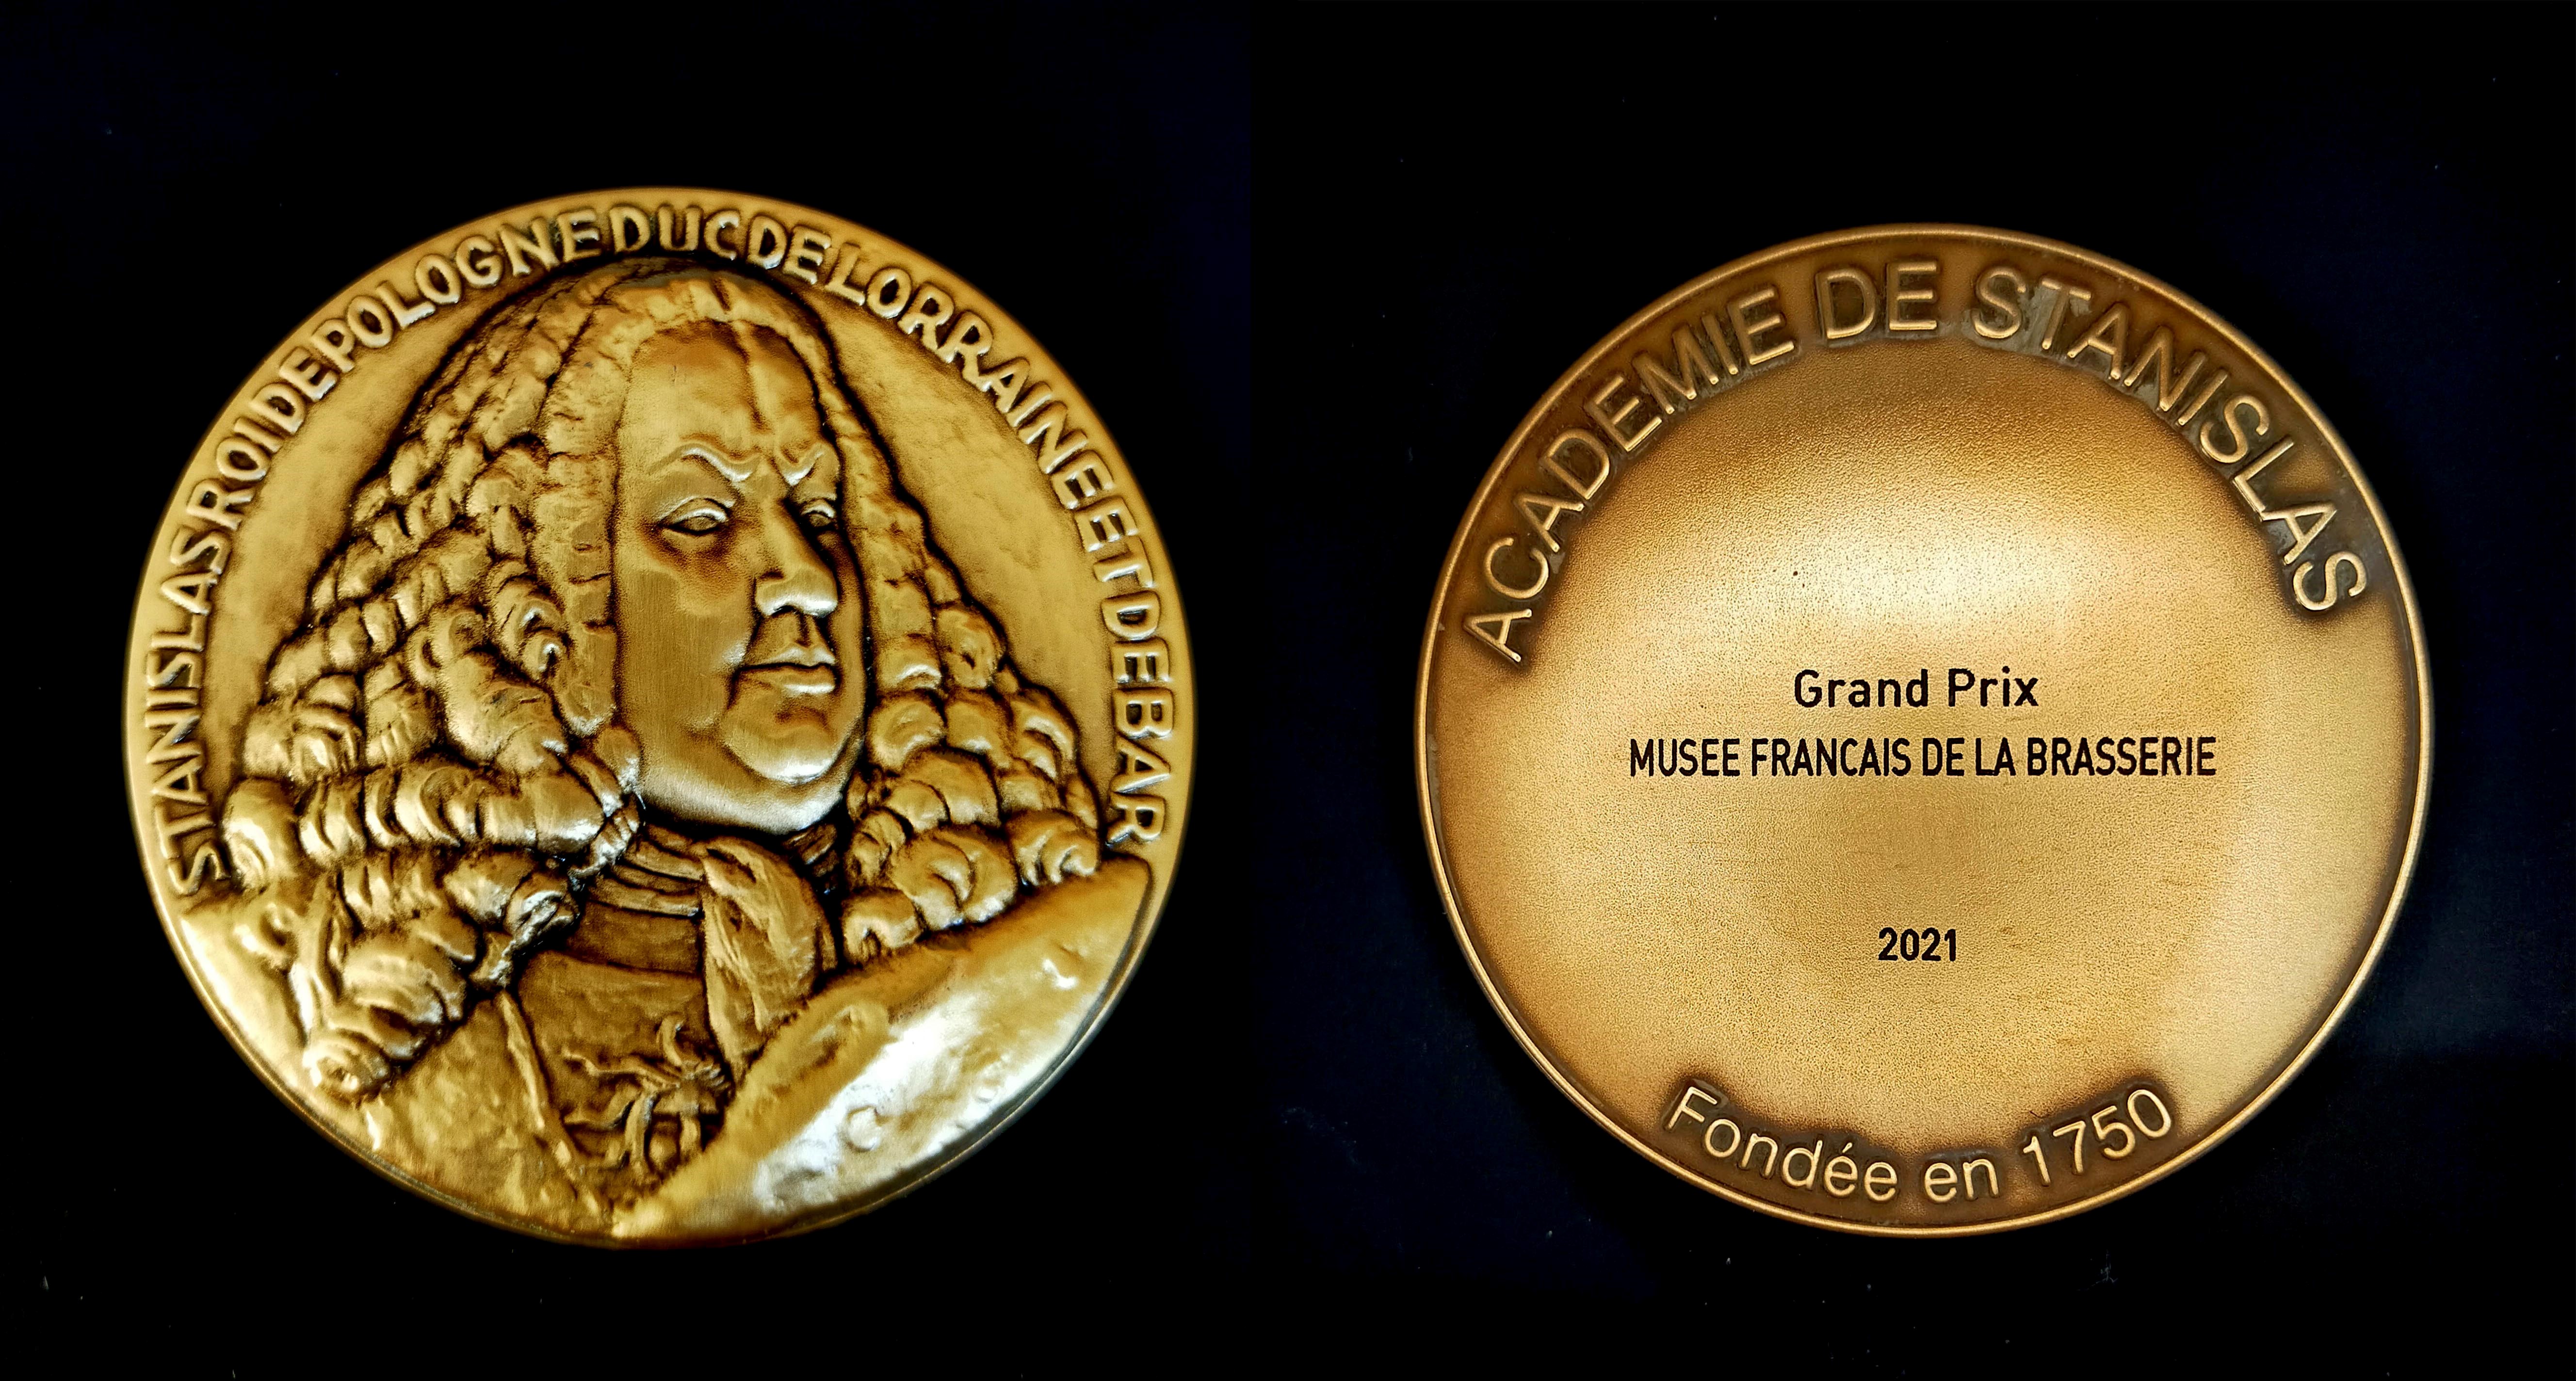 STANISLASROIDEPOLOGNEDUCDELORRAINEETDEBAR
ACADEMIE DE STANISLAS
Grand Prix
MUSEE FRANCAIS DE LA BRASSERIE
2021
Fondée en 1750